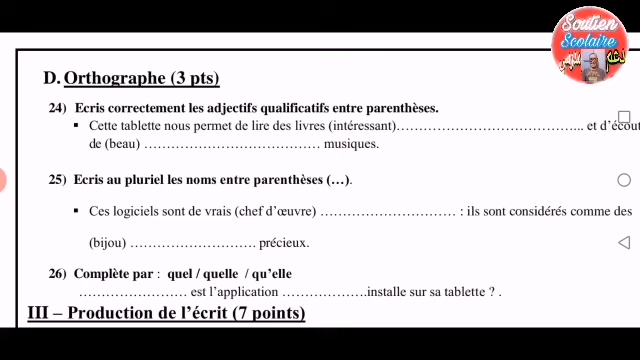 Soutien
Scolaire
D. Orthographe (3 pts)
24) Ecris correctement les adjectifs qualificatifs entre parenthèses.
▪ Cette tablette nous permet de lire des livres (intéressant)…………………………………... et d’écout
de (beau) ………………………………… musiques.
25) Ecris au pluriel les noms entre parenthèses (…).
▪ Ces logiciels sont de vrais (chef d’œuvre) ……………………… : ils sont considérés comme des
(bijou) ……………………. précieux.
26) Complète par : quel / quelle / qu’elle
………………… est l’application ……………..installe sur sa tablette ? .
III – Production de l’écrit (7 points)